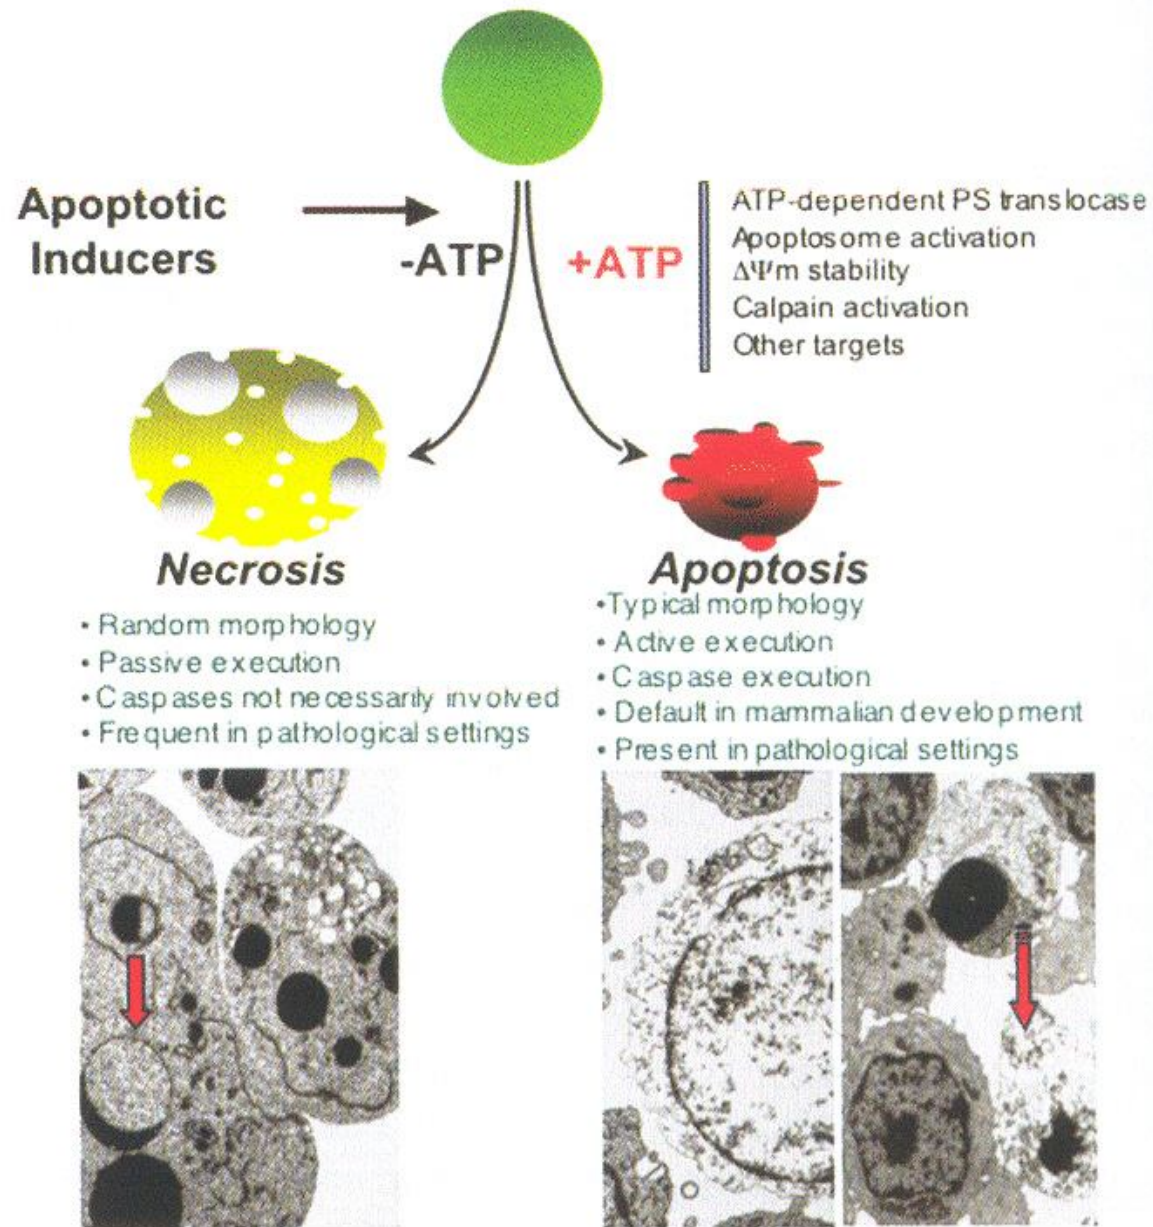 Apoptotic
Inducers
-ATP
+ATP
ATP-dependent PS translocase
Apoptosome activation
ΔΨm stability
Calpain activation
Other targets
Necrosis
• Random morphology
• Passive execution
• Caspases not necessarily involved
• Frequent in pathological settings
Apoptosis
•Typical morphology
• Active execution
•Caspase execution
• Default in mammalian development
• Present in pathological settings